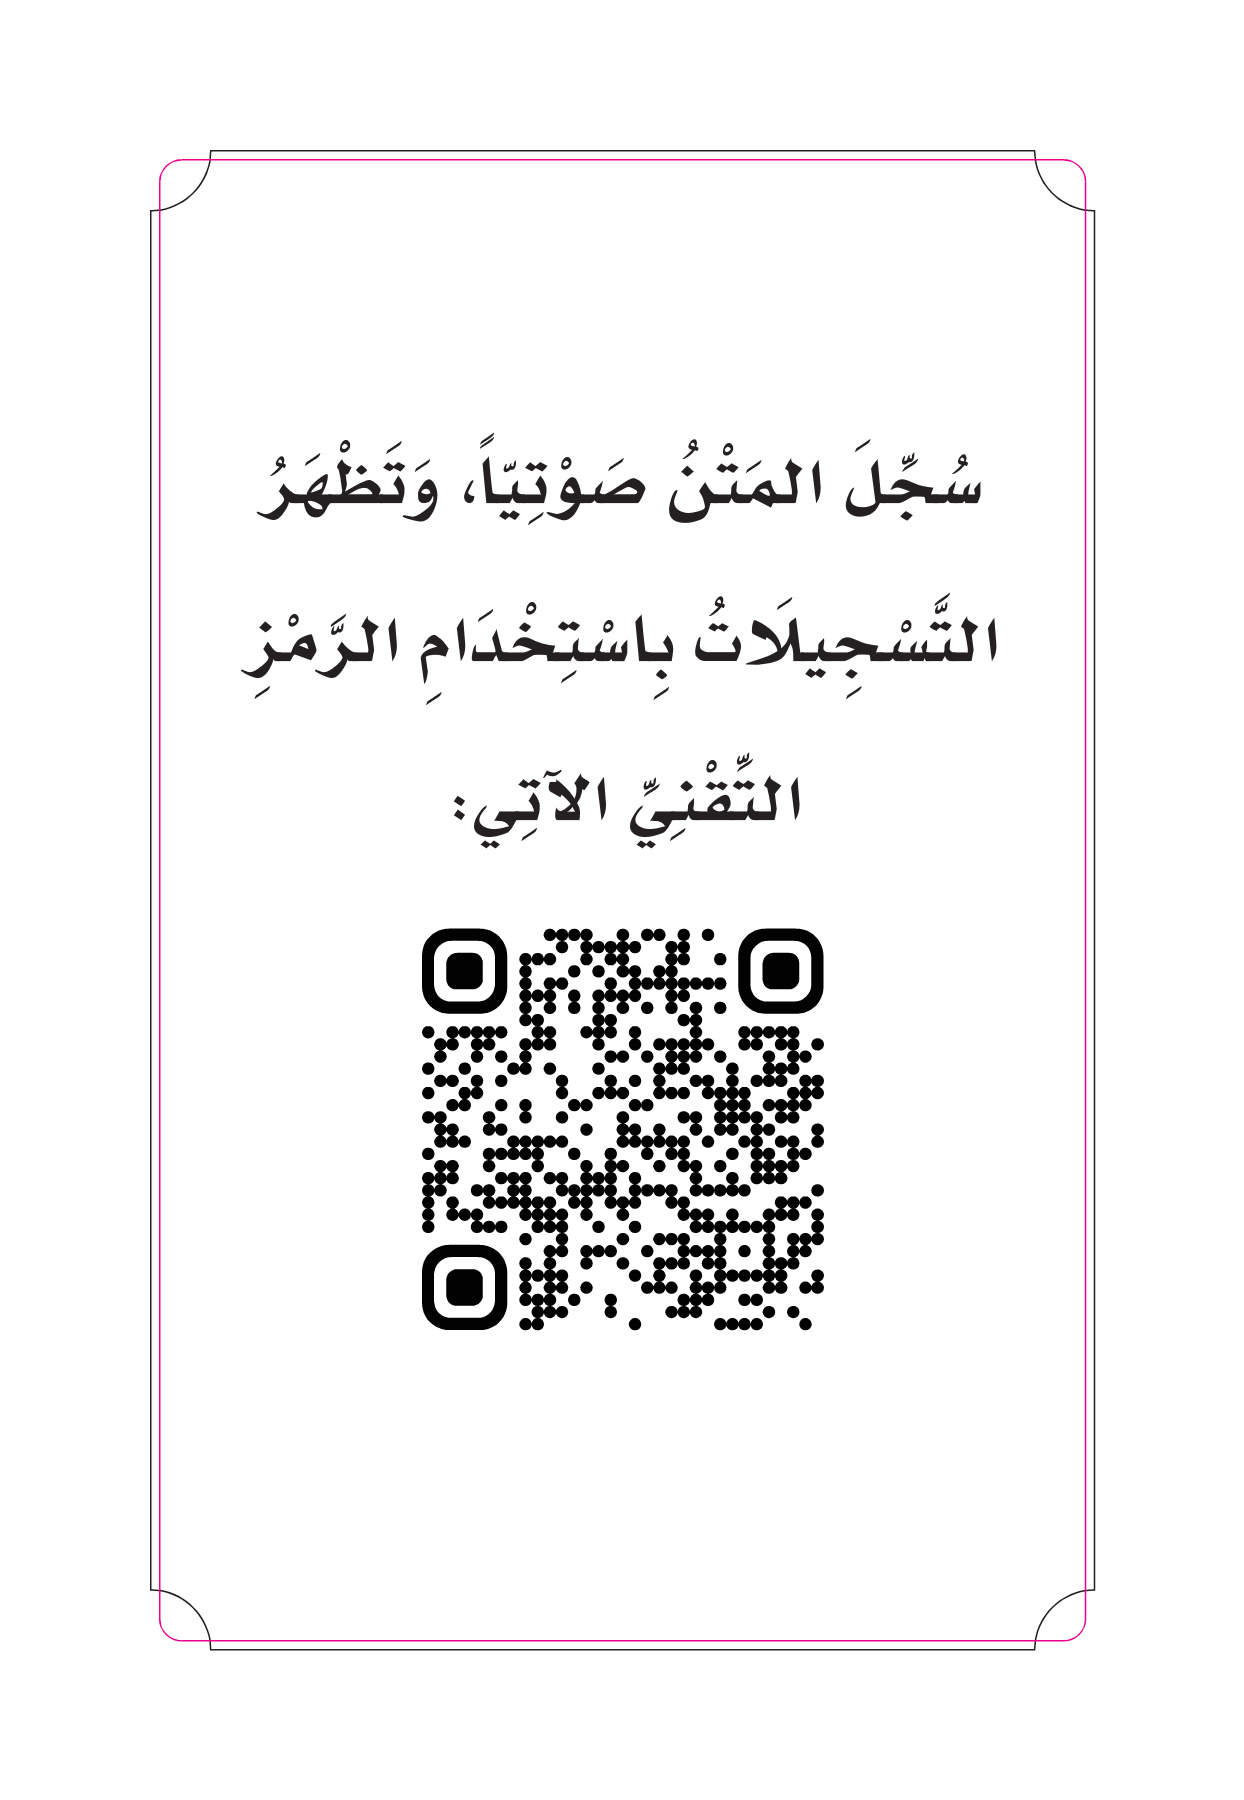 سُجِّلَ المَتْنُ صَوْتِيّاً، وَتَظْهَرُ
التَّسْجِيلَاتُ بِاسْتِخْدَامِ الرَّمْزِ
التِّقْنِيِّ الآتِي: